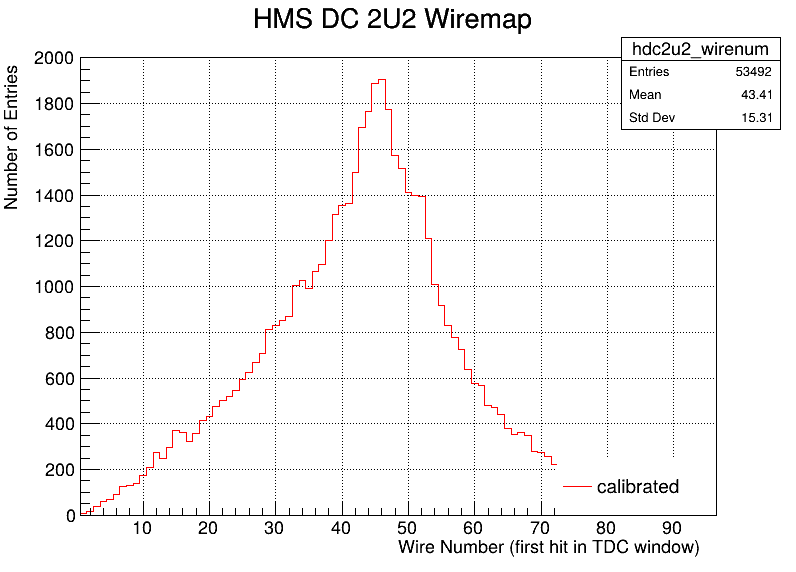 HMS DC 2U2 Wiremap
hdc2u2_wirenum
Entries 53492
Mean 43.41
Std Dev 15.31
Number of Entries
2000
1800
1600
1400
1200
1000
800
600
400
200
0
10 20 30 40 50 60 70 80 90
Wire Number (first hit in TDC window)
calibrated